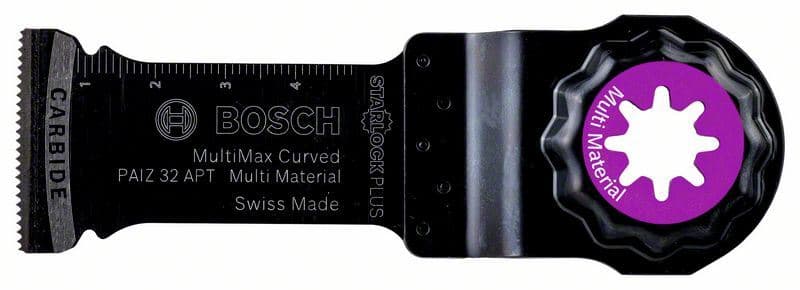 CARBIDE
1 2 3 4
BOSCH
MultiMax Curved
PAIZ 32 APT Multi Material
Swiss Made
STARLOCK PLUS
Multi Material